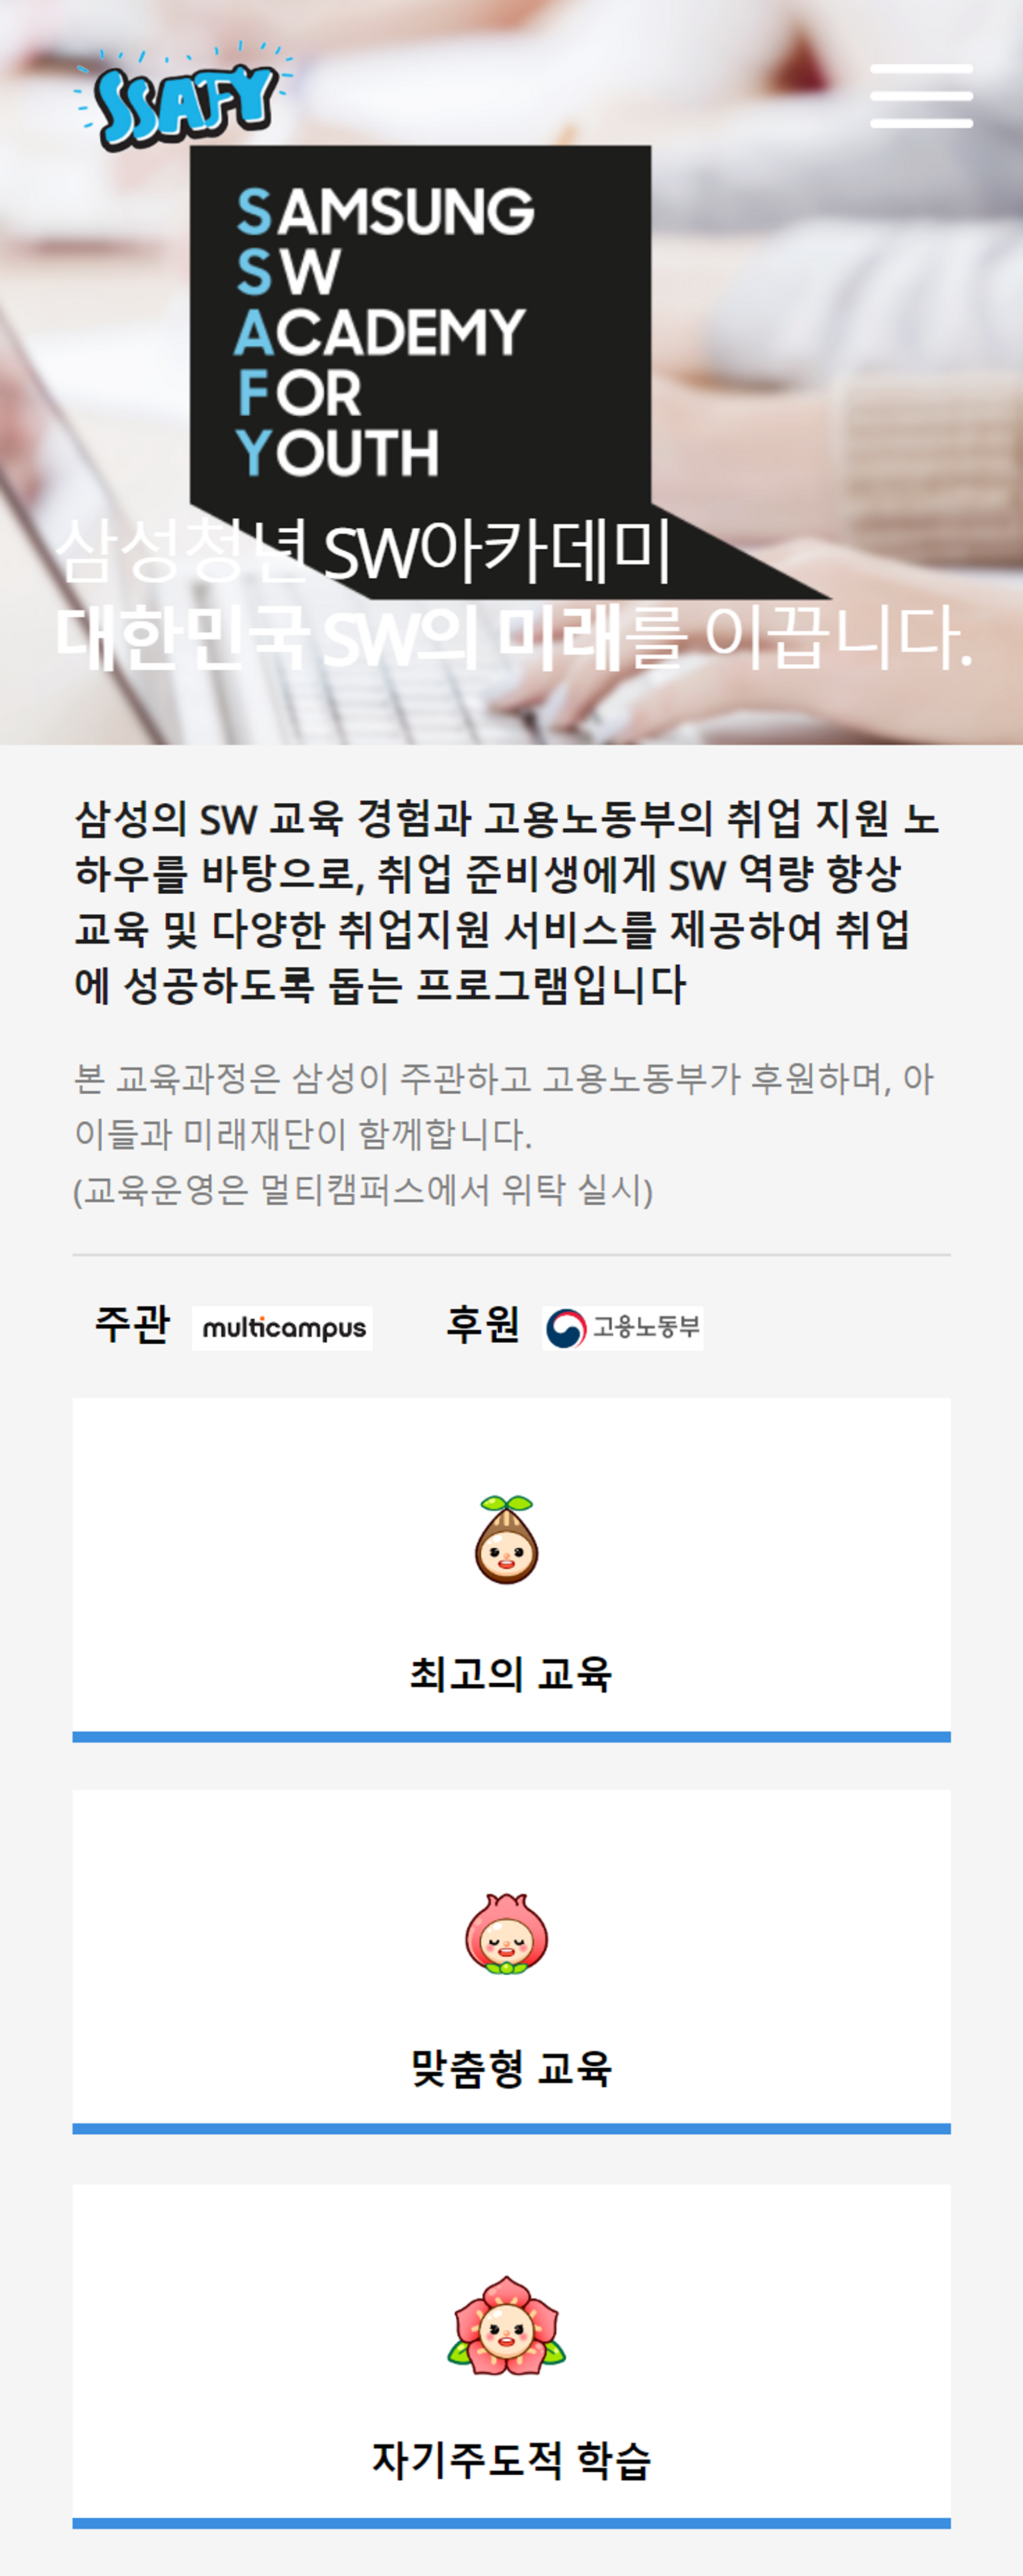 SSAFY
SAMSUNG
SW
ACADEMY
FOR
YOUTH
삼성청년 SW아카데미
대한민국 SW의 미래를 이끕니다.
삼성의 SW 교육 경험과 고용노동부의 취업 지원 노
하우를 바탕으로, 취업 준비생에게 SW 역량 향상
교육 및 다양한 취업지원 서비스를 제공하여 취업
에 성공하도록 돕는 프로그램입니다
본 교육과정은 삼성이 주관하고 고용노동부가 후원하며, 아
이들과 미래재단이 함께합니다.
(교육운영은 멀티캠퍼스에서 위탁 실시)
주관 multicampus 후원 고용노동부
최고의 교육
맞춤형 교육
자기주도적 학습